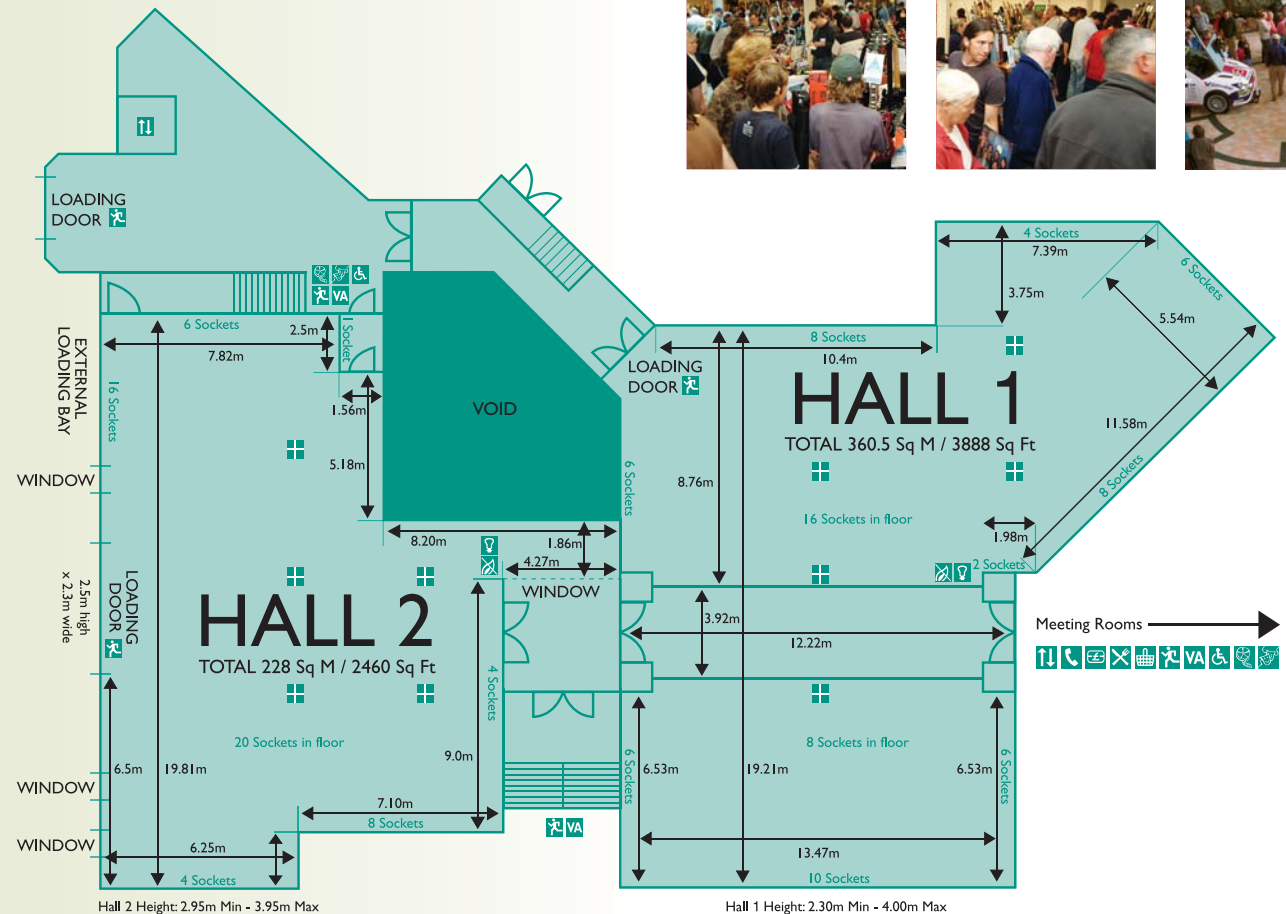 LOADING
DOOR
VA
6 Sockets
7.82m
2.5m
1 Socket
1.56m
5.18m
EXTERNAL
LOADING BAY
16 Sockets
WINDOW
VOID
8.20m
1.86m
4.27m
WINDOW
LOADING
DOOR
2.5m high
x 2.3m wide
HALL 2
TOTAL 228 Sq M / 2460 Sq Ft
4 Sockets
20 Sockets in floor
6.5m
19.81m
9.0m
WINDOW
7.10m
8 Sockets
WINDOW
6.25m
4 Sockets
VA
Hall 2 Height: 2.95m Min - 3.95m Max
4 Sockets
7.39m
6 Sockets
3.75m
5.54m
8 Sockets
10.4m
LOADING
DOOR
HALL 1
TOTAL 360.5 Sq M / 3888 Sq Ft
11.58m
8 Sockets
8.76m
6 Sockets
16 Sockets in floor
1.98m
2 Sockets
3.92m
12.22m
Meeting Rooms
VA
8 Sockets in floor
6 Sockets
6.53m
19.21m
6.53m
6 Sockets
13.47m
10 Sockets
Hall 1 Height: 2.30m Min - 4.00m Max